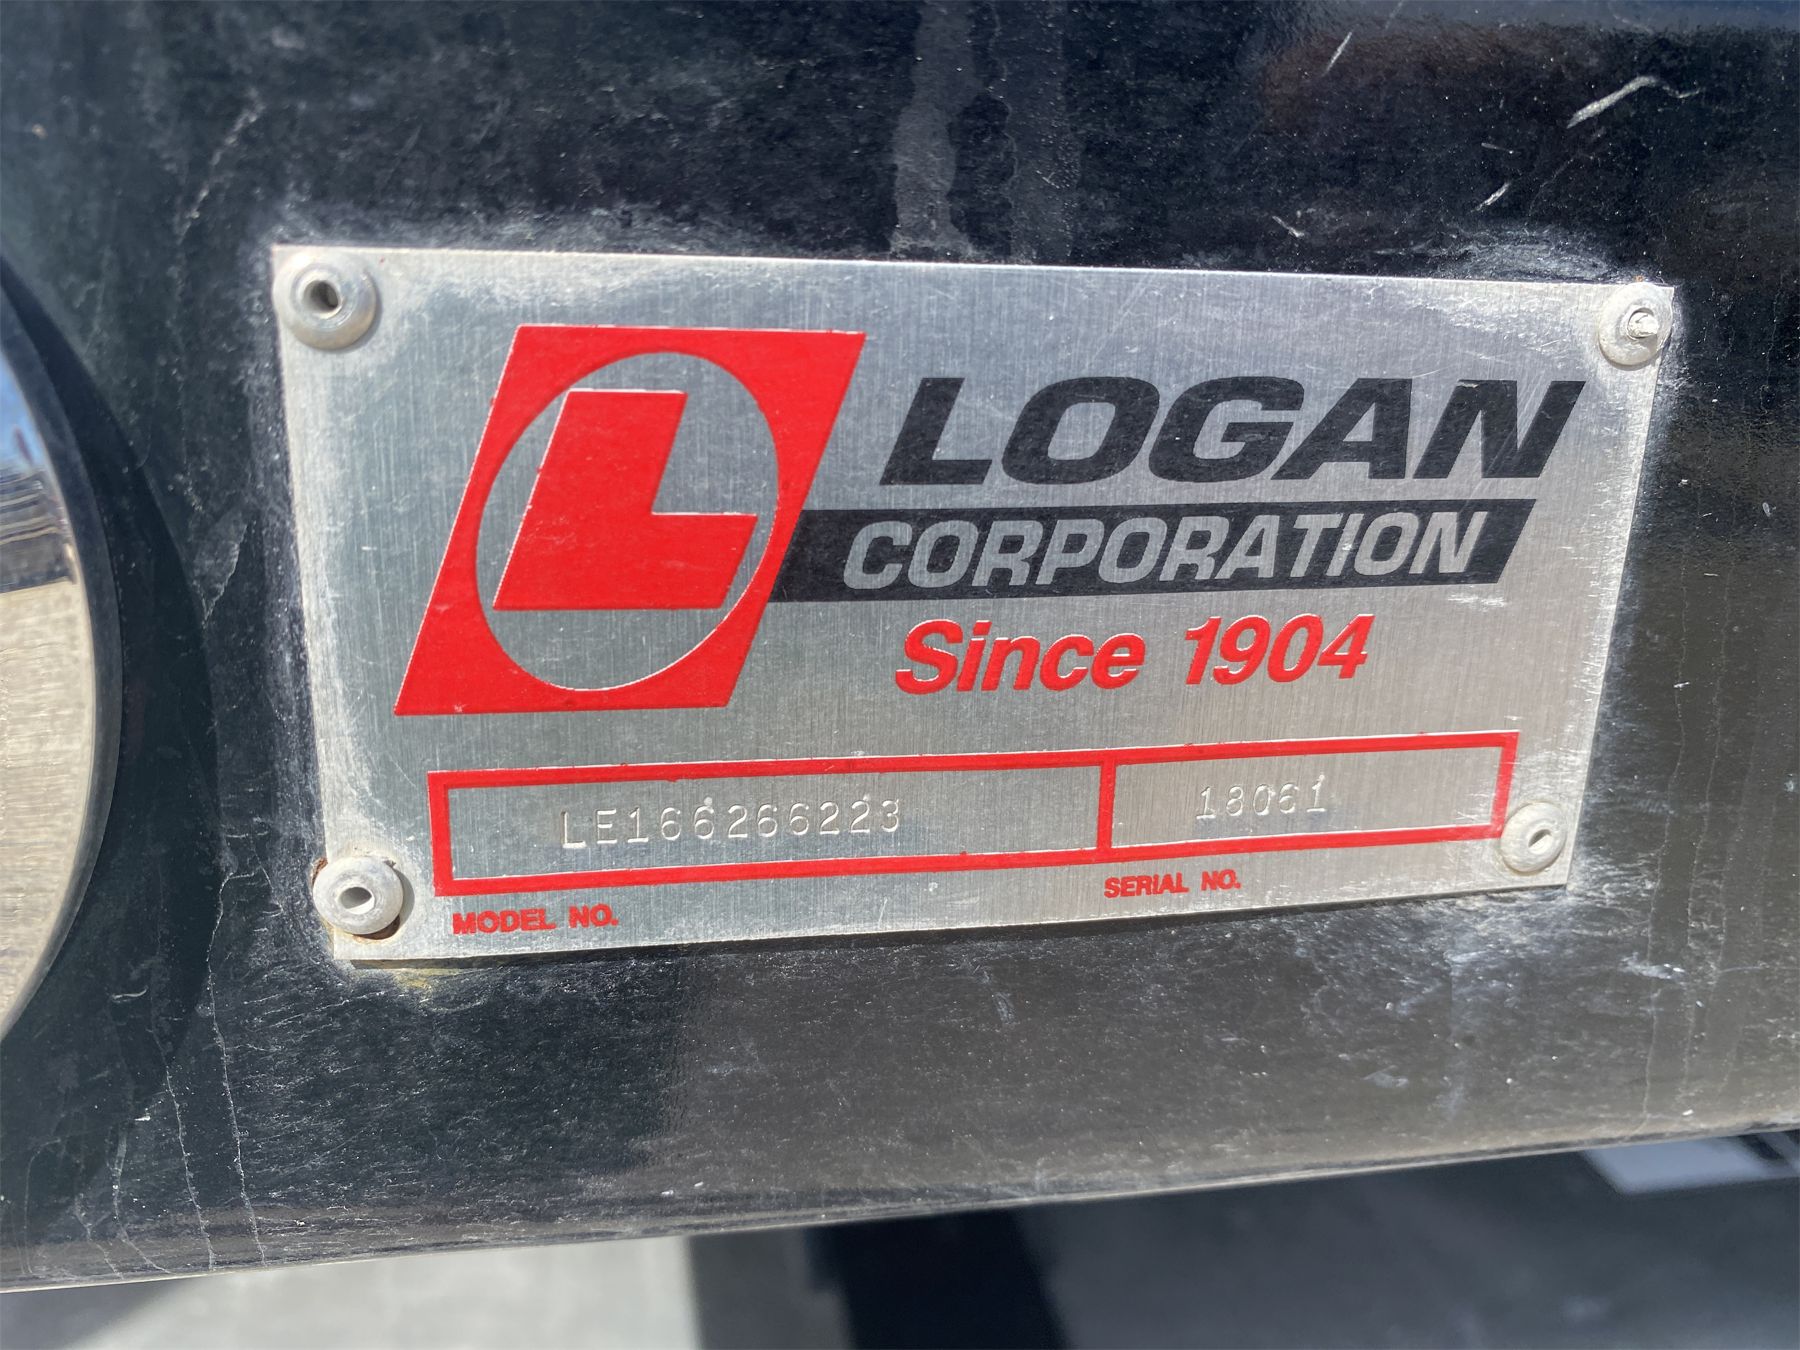 L
LOGAN
CORPORATION
Since 1904
LE166266223 18061
MODEL NO. SERIAL NO.